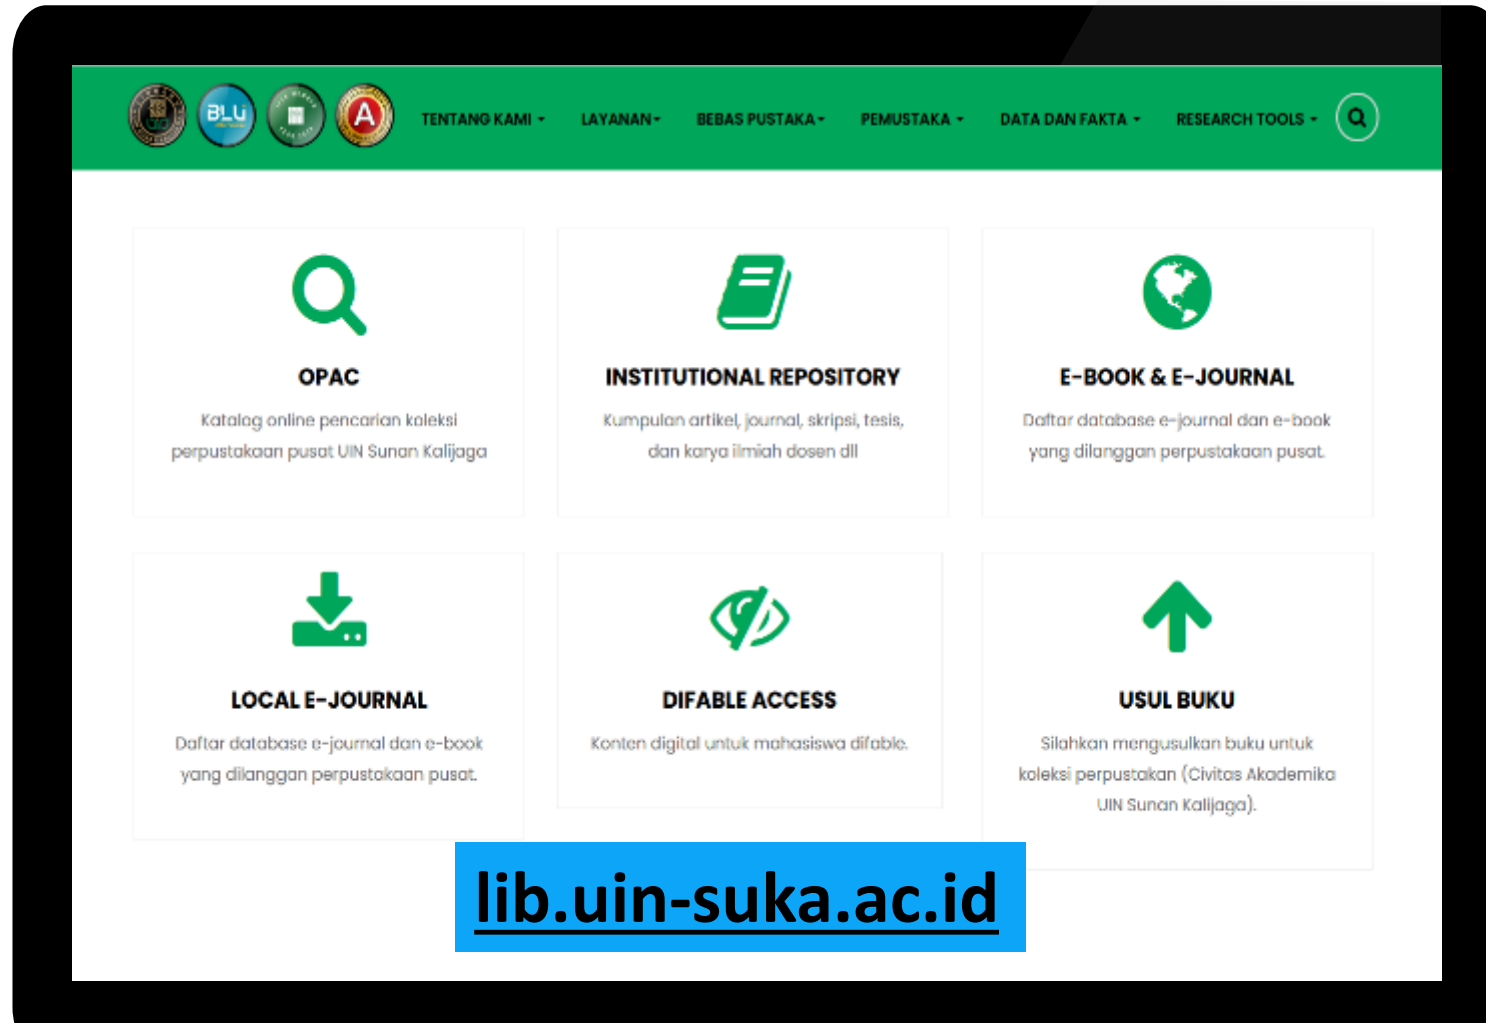 BLU
A
TENTANG KAMI
LAYANAN
BEBAS PUSTAKA
PEMUSTAKA
DATA DAN FAKTA
RESEARCH TOOLS
OPAC
Katalog online pencarian koleksi
perpustakaan pusat UIN Sunan Kalijaga
INSTITUTIONAL REPOSITORY
Kumpulan artikel, journal, skripsi, tesis,
dan karya ilmiah dosen dll
E-BOOK & E-JOURNAL
Daftar database e-journal dan e-book
yang dilanggan perpustakaan pusat.
LOCAL E-JOURNAL
Daftar database e-journal dan e-book
yang dilanggan perpustakaan pusat.
DIFABLE ACCESS
Konten digital untuk mahasiswa difable.
USUL BUKU
Silahkan mengusulkan buku untuk
koleksi perpustakan (Civitas Akademika
UIN Sunan Kalijaga).
lib.uin-suka.ac.id